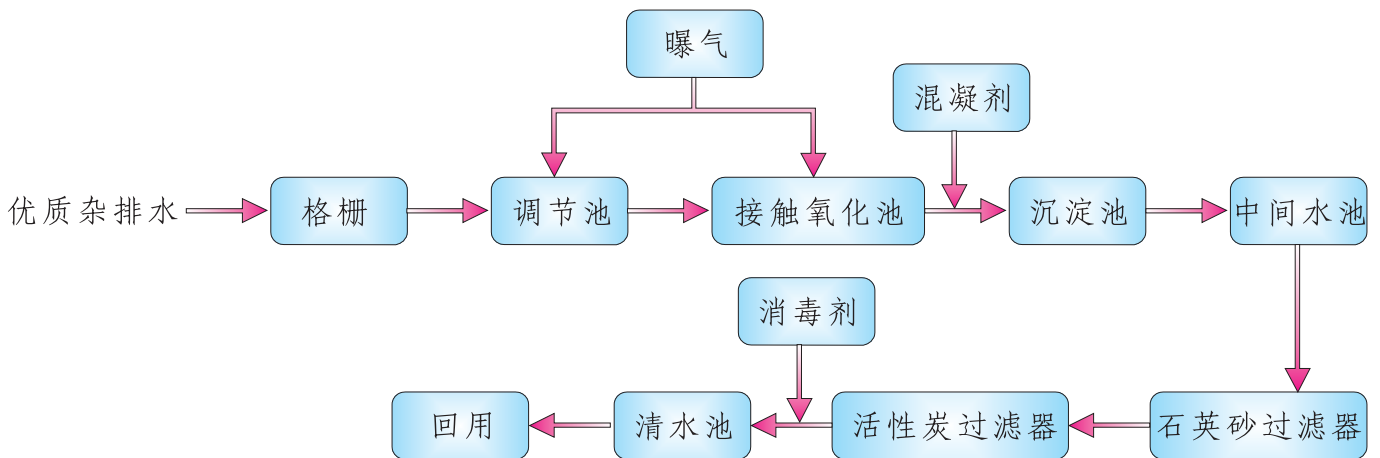 曝气
混凝剂
优质杂排水
格栅
调节池
接触氧化池
沉淀池
中间水池
消毒剂
回用
清水池
活性炭过滤器
石英砂过滤器